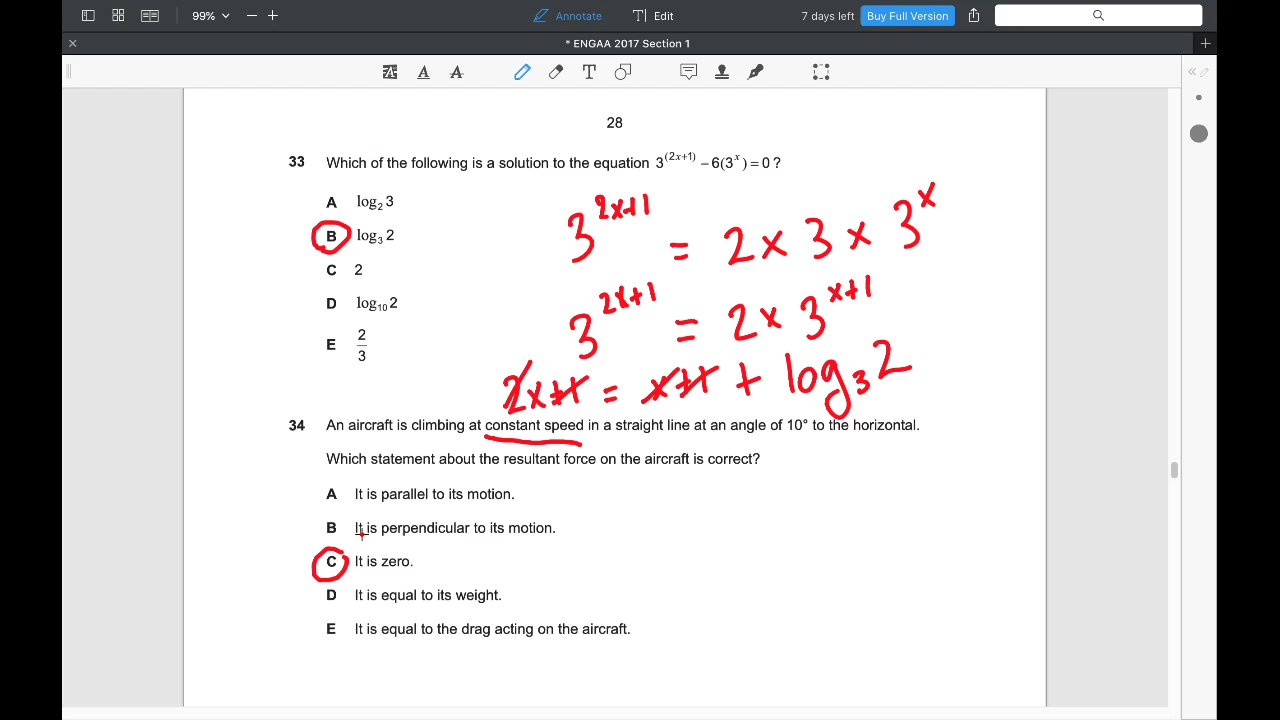 99% Annotate Edit 7 days left Buy Full Version
* ENGAA 2017 Section 1
28
33 Which of the following is a solution to the equation 3^(2x+1) – 6(3^x) = 0 ?
A log₂ 3
B log₃ 2
C 2
D log₁₀ 2
E 2/3
3^2x+1 = 2 x 3 x 3^x
3^2x+1 = 2 x 3^x+1
2x+1 = x+1 + log₃ 2
34 An aircraft is climbing at constant speed in a straight line at an angle of 10° to the horizontal.
Which statement about the resultant force on the aircraft is correct?
A It is parallel to its motion.
B It is perpendicular to its motion.
C It is zero.
D It is equal to its weight.
E It is equal to the drag acting on the aircraft.